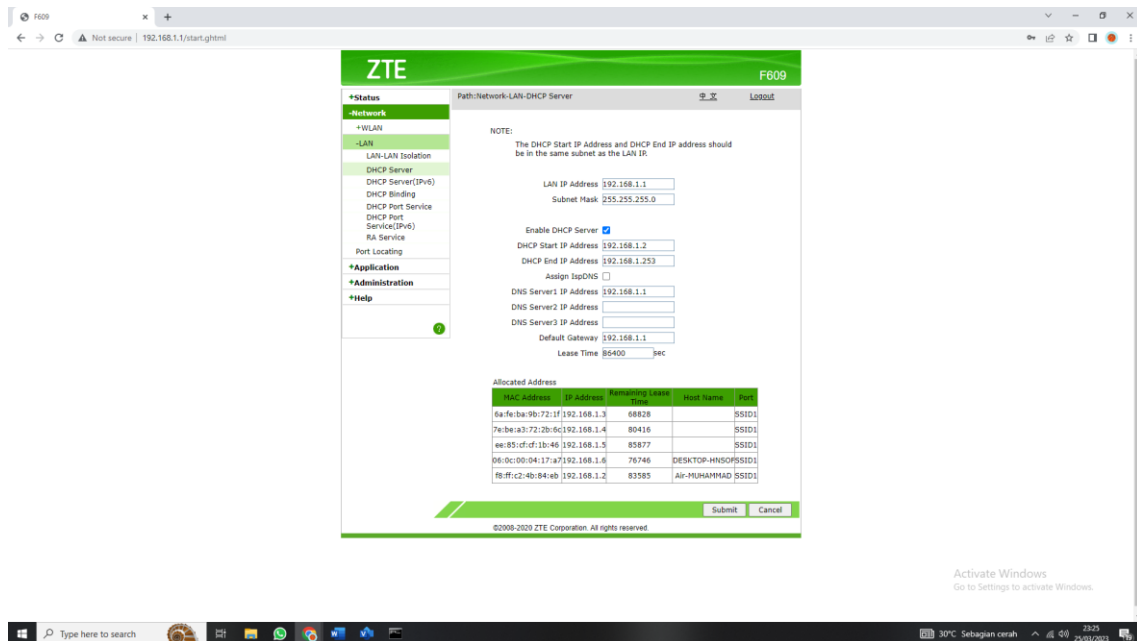 F609
Not secure | 192.168.1.1/start.ghtml
ZTE
F609
Path:Network-LAN-DHCP Server
中 文
Logout
+Status
-Network
+WLAN
-LAN
LAN-LAN Isolation
DHCP Server
DHCP Server(IPv6)
DHCP Binding
DHCP Port Service
DHCP Port
Service(IPv6)
RA Service
Port Locating
+Application
+Administration
+Help
?
NOTE:
The DHCP Start IP Address and DHCP End IP address should
be in the same subnet as the LAN IP.
LAN IP Address 192.168.1.1
Subnet Mask 255.255.255.0
Enable DHCP Server
DHCP Start IP Address 192.168.1.2
DHCP End IP Address 192.168.1.253
Assign IspDNS
DNS Server1 IP Address 192.168.1.1
DNS Server2 IP Address
DNS Server3 IP Address
Default Gateway 192.168.1.1
Lease Time 86400 sec
Allocated Address
MAC Address IP Address Remaining Lease Time Host Name Port
6a:fe:ba:9b:72:1f 192.168.1.3 68828 SSID1
7e:be:a3:72:2b:6c 192.168.1.4 80416 SSID1
ee:85:cf:cf:1b:46 192.168.1.5 85877 SSID1
06:0c:00:04:17:a7 192.168.1.6 76746 DESKTOP-HNSOF SSID1
f8:ff:c2:4b:84:eb 192.168.1.2 83585 Air-MUHAMMAD SSID1
Submit Cancel
©2008-2020 ZTE Corporation. All rights reserved.
Activate Windows
Go to Settings to activate Windows.
Type here to search
30°C Sebagian cerah
23:25
25/03/2023